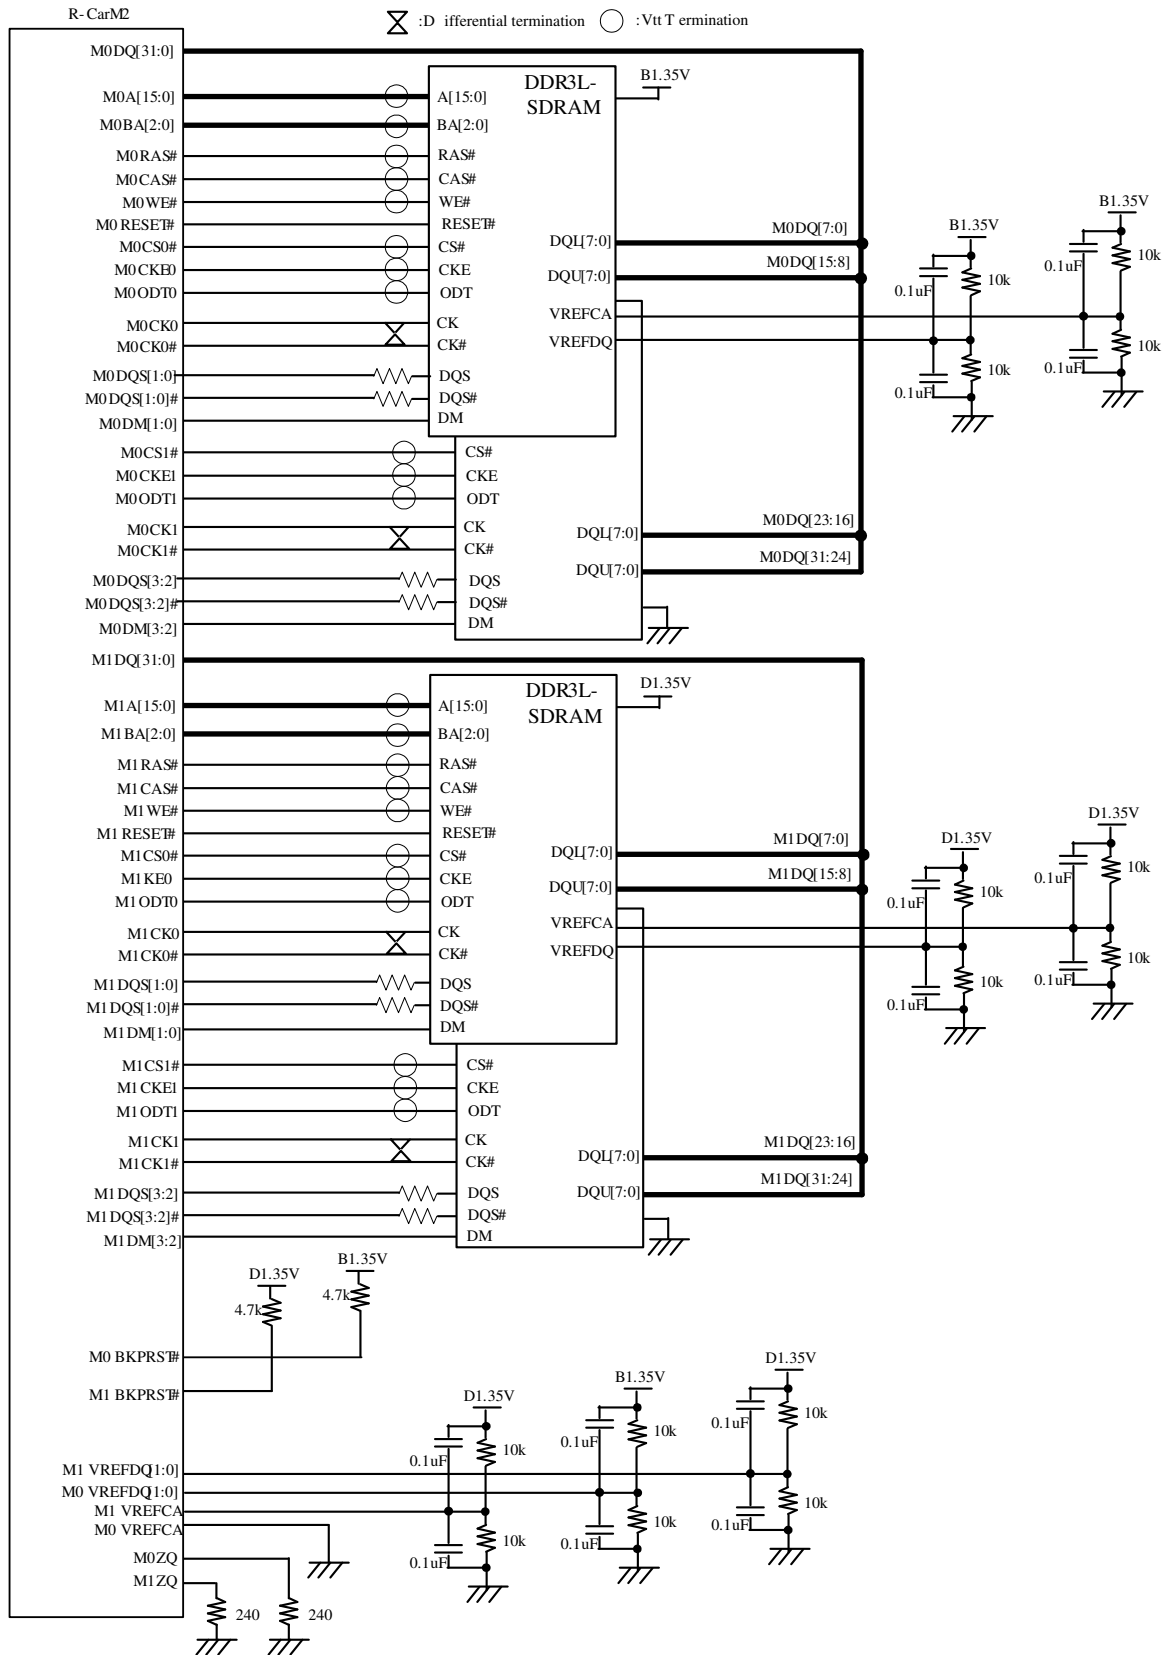 R-CarM2
:Differential termination
:Vtt Termination
M0DQ[31:0]
M0A[15:0]
M0BA[2:0]
M0RAS#
M0CAS#
M0WE#
M0RESET#
M0CS0#
M0CKE0
M0ODT0
M0CK0
M0CK0#
M0DQS[1:0]
M0DQS[1:0]#
M0DM[1:0]
M0CS1#
M0CKE1
M0ODT1
M0CK1
M0CK1#
M0DQS[3:2]
M0DQS[3:2]#
M0DM[3:2]
DDR3L-
SDRAM
A[15:0]
BA[2:0]
RAS#
CAS#
WE#
RESET#
CS#
CKE
ODT
CK
CK#
DQS
DQS#
DM
CS#
CKE
ODT
CK
CK#
DQS
DQS#
DM
DQL[7:0]
DQU[7:0]
VREFCA
VREFDQ
DQL[7:0]
DQU[7:0]
B1.35V
M0DQ[7:0]
M0DQ[15:8]
M0DQ[23:16]
M0DQ[31:24]
B1.35V
0.1uF
10k
0.1uF
10k
B1.35V
0.1uF
10k
0.1uF
10k
M1DQ[31:0]
M1A[15:0]
M1BA[2:0]
M1RAS#
M1CAS#
M1WE#
M1RESET#
M1CS0#
M1KE0
M1ODT0
M1CK0
M1CK0#
M1DQS[1:0]
M1DQS[1:0]#
M1DM[1:0]
M1CS1#
M1CKE1
M1ODT1
M1CK1
M1CK1#
M1DQS[3:2]
M1DQS[3:2]#
M1DM[3:2]
DDR3L-
SDRAM
A[15:0]
BA[2:0]
RAS#
CAS#
WE#
RESET#
CS#
CKE
ODT
CK
CK#
DQS
DQS#
DM
CS#
CKE
ODT
CK
CK#
DQS
DQS#
DM
DQL[7:0]
DQU[7:0]
VREFCA
VREFDQ
DQL[7:0]
DQU[7:0]
D1.35V
M1DQ[7:0]
M1DQ[15:8]
M1DQ[23:16]
M1DQ[31:24]
D1.35V
0.1uF
10k
0.1uF
10k
D1.35V
0.1uF
10k
0.1uF
10k
D1.35V
4.7k
B1.35V
4.7k
M0 BKPRST#
M1 BKPRST#
M1 VREFDQ[1:0]
M0 VREFDQ[1:0]
M1 VREFCA
M0 VREFCA
M0ZQ
M1ZQ
240
240
D1.35V
0.1uF
10k
0.1uF
10k
B1.35V
0.1uF
10k
0.1uF
10k
D1.35V
0.1uF
10k
0.1uF
10k